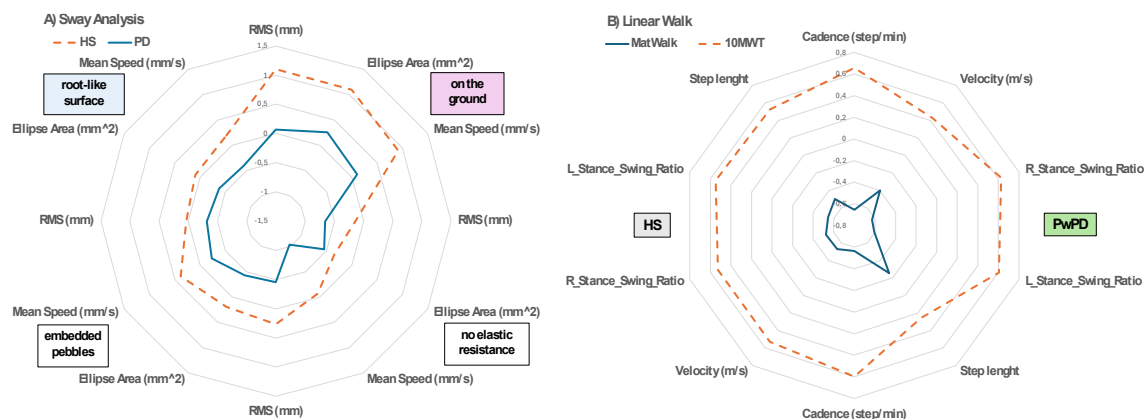 A) Sway Analysis
HS
PD
RMS (mm)
1,5
1
0,5
0
-0,5
-1
-1,5
Ellipse Area (mm^2)
on the
ground
Mean Speed (mm/s)
RMS (mm)
Ellipse Area (mm^2)
no elastic
resistance
Mean Speed (mm/s)
RMS (mm)
Ellipse Area (mm^2)
embedded
pebbles
Mean Speed (mm/s)
RMS (mm)
Ellipse Area (mm^2)
root-like
surface
Mean Speed (mm/s)
B) Linear Walk
MatWalk
10MWT
Cadence (step/min)
0,8
0,6
0,4
0,2
0
-0,2
-0,4
-0,6
-0,8
Velocity (m/s)
R_Stance_Swing_Ratio
PwPD
L_Stance_Swing_Ratio
Step lenght
Cadence (step/min)
Velocity (m/s)
R_Stance_Swing_Ratio
HS
L_Stance_Swing_Ratio
Step lenght